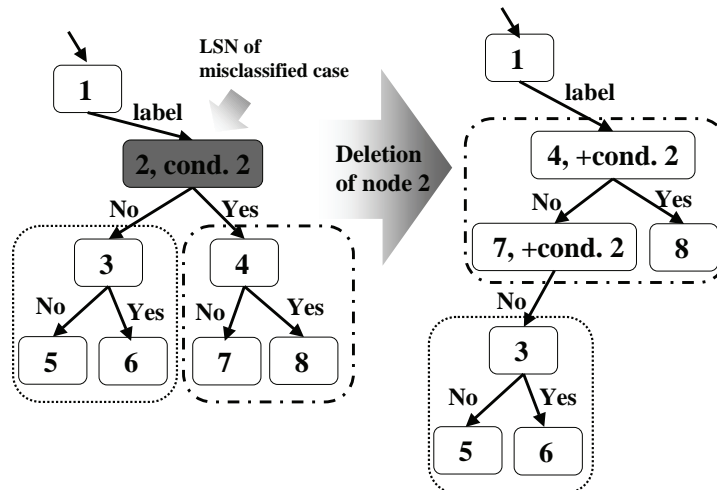 LSN of
misclassified case
1
label
2, cond. 2
No
Yes
3
4
No
Yes
No
Yes
5
6
7
8
Deletion
of node 2
1
label
4, +cond. 2
No
Yes
7, +cond. 2
8
No
3
No
Yes
5
6